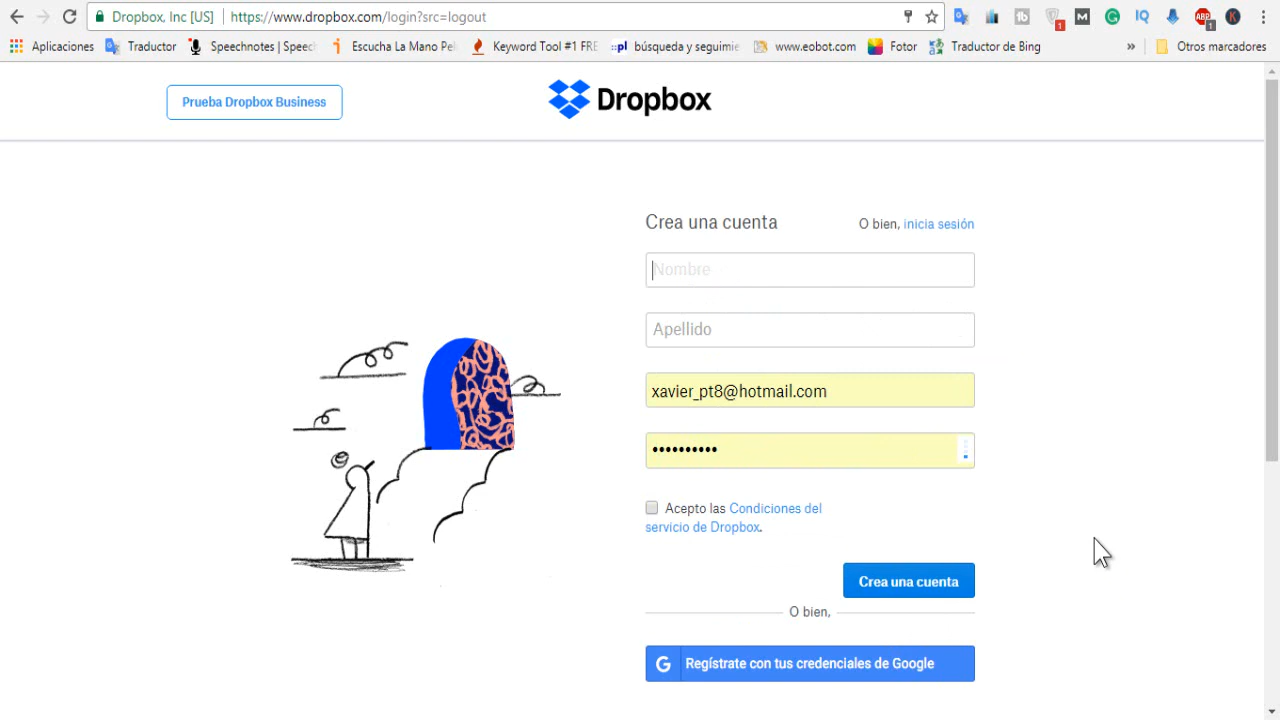 Dropbox, Inc [US] https://www.dropbox.com/login?src=logout
Aplicaciones Traductor Speechnotes | Speech Escucha La Mano Pel Keyword Tool #1 FRE búsqueda y seguimie www.eobot.com Fotor Traductor de Bing » Otros marcadores
Prueba Dropbox Business
Dropbox
Crea una cuenta O bien, inicia sesión
Nombre
Apellido
xavier_pt8@hotmail.com
••••••••••
Acepto las Condiciones del
servicio de Dropbox.
Crea una cuenta
O bien,
G Regístrate con tus credenciales de Google